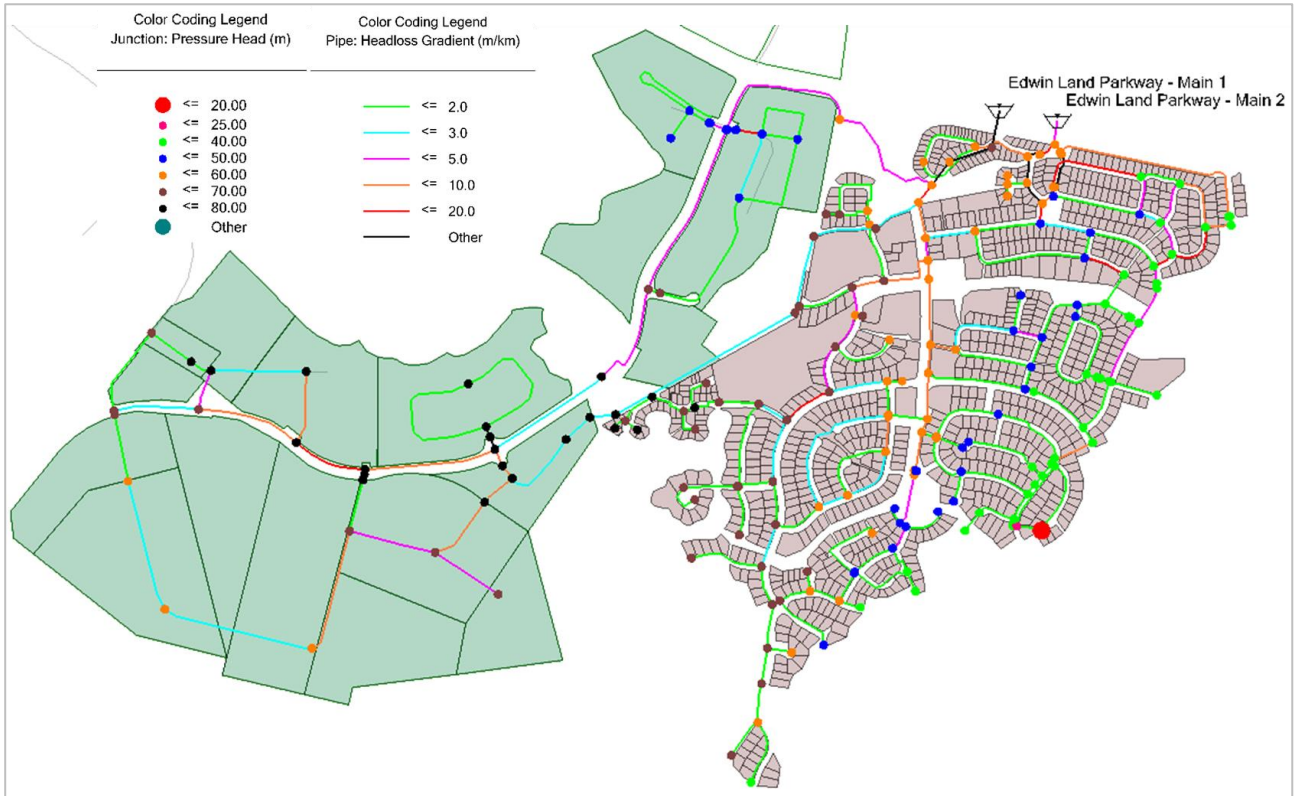 Color Coding Legend
Junction: Pressure Head (m)
<= 20.00
<= 25.00
<= 40.00
<= 50.00
<= 60.00
<= 70.00
<= 80.00
Other
Color Coding Legend
Pipe: Headloss Gradient (m/km)
<= 2.0
<= 3.0
<= 5.0
<= 10.0
<= 20.0
Other
Edwin Land Parkway - Main 1
Edwin Land Parkway - Main 2